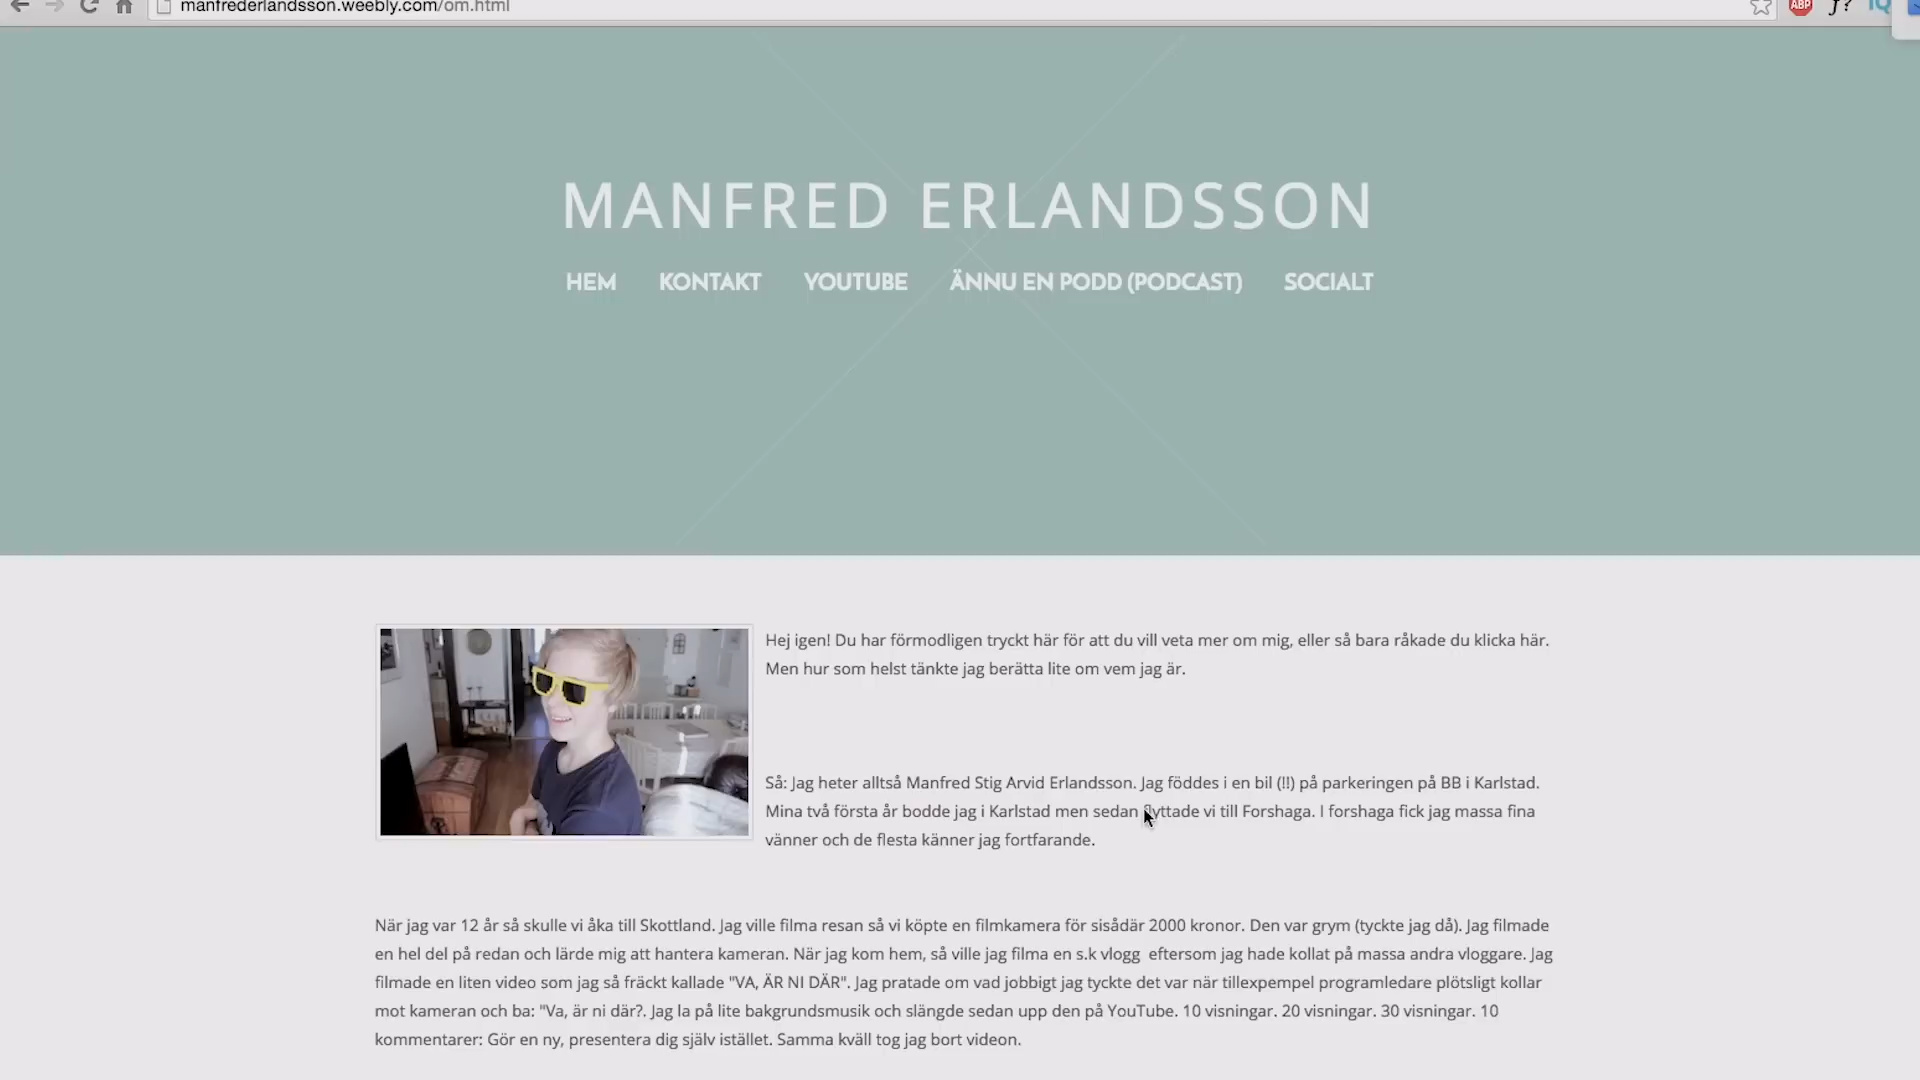 manfrederlandsson.weebly.com/om.html
ABP
f?
IQ
MANFRED ERLANDSSON
HEM KONTAKT YOUTUBE ÄNNU EN PODD (PODCAST) SOCIALT
Hej igen! Du har förmodligen tryckt här för att du vill veta mer om mig, eller så bara råkade du klicka här.
Men hur som helst tänkte jag berätta lite om vem jag är.
Så: Jag heter alltså Manfred Stig Arvid Erlandsson. Jag föddes i en bil (!!) på parkeringen på BB i Karlstad.
Mina två första år bodde jag i Karlstad men sedan flyttade vi till Forshaga. I forshaga fick jag massa fina
vänner och de flesta känner jag fortfarande.
När jag var 12 år så skulle vi åka till Skottland. Jag ville filma resan så vi köpte en filmkamera för sisådär 2000 kronor. Den var grym (tyckte jag då). Jag filmade
en hel del på redan och lärde mig att hantera kameran. När jag kom hem, så ville jag filma en s.k vlogg eftersom jag hade kollat på massa andra vloggare. Jag
filmade en liten video som jag så fräckt kallade "VA, ÄR NI DÄR". Jag pratade om vad jobbigt jag tyckte det var när tillexpempel programledare plötsligt kollar
mot kameran och ba: "Va, är ni där?. Jag la på lite bakgrundsmusik och slängde sedan upp den på YouTube. 10 visningar. 20 visningar. 30 visningar. 10
kommentarer: Gör en ny, presentera dig själv istället. Samma kväll tog jag bort videon.